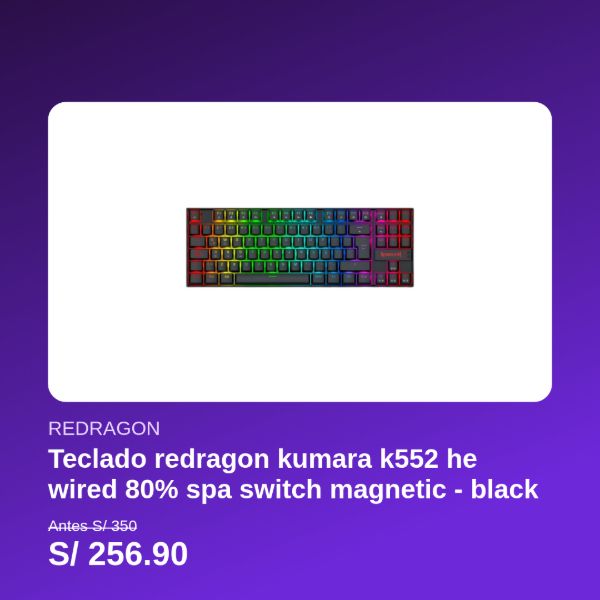 REDRAGON
Teclado redragon kumara k552 he
wired 80% spa switch magnetic - black
Antes S/ 350
S/ 256.90